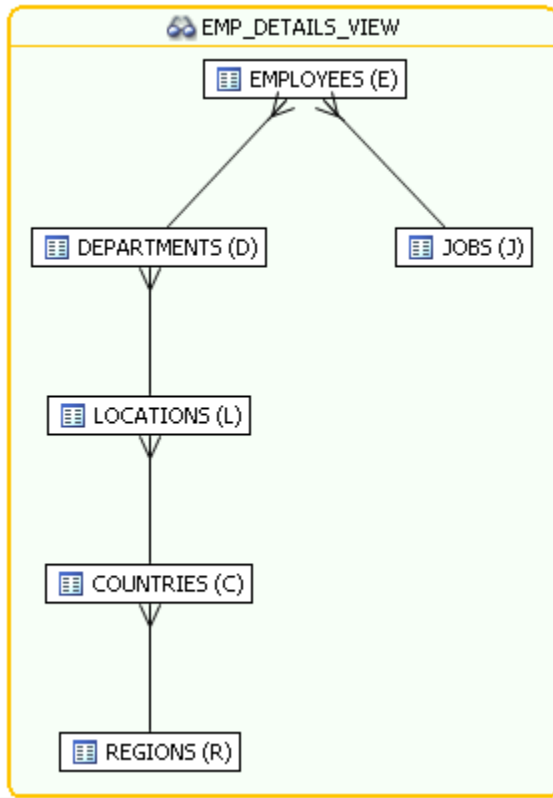 EMP_DETAILS_VIEW
EMPLOYEES (E)
DEPARTMENTS (D)
JOBS (J)
LOCATIONS (L)
COUNTRIES (C)
REGIONS (R)